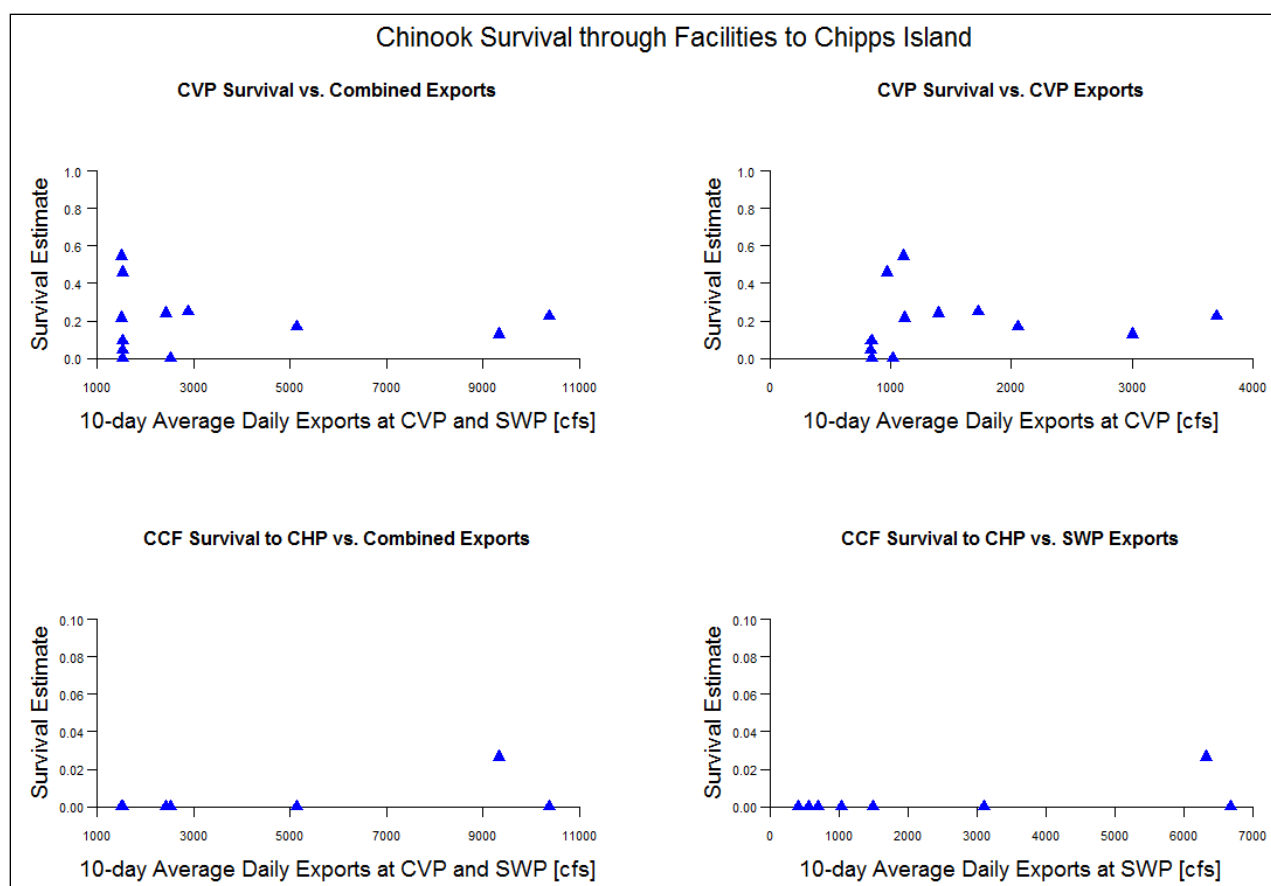 Chinook Survival through Facilities to Chipps Island
CVP Survival vs. Combined Exports
Survival Estimate
1.0
0.8
0.6
0.4
0.2
0.0
1000 3000 5000 7000 9000 11000
10-day Average Daily Exports at CVP and SWP [cfs]
CVP Survival vs. CVP Exports
Survival Estimate
1.0
0.8
0.6
0.4
0.2
0.0
0 1000 2000 3000 4000
10-day Average Daily Exports at CVP [cfs]
CCF Survival to CHP vs. Combined Exports
Survival Estimate
0.10
0.08
0.06
0.04
0.02
0.00
1000 3000 5000 7000 9000 11000
10-day Average Daily Exports at CVP and SWP [cfs]
CCF Survival to CHP vs. SWP Exports
Survival Estimate
0.10
0.08
0.06
0.04
0.02
0.00
0 1000 2000 3000 4000 5000 6000 7000
10-day Average Daily Exports at SWP [cfs]